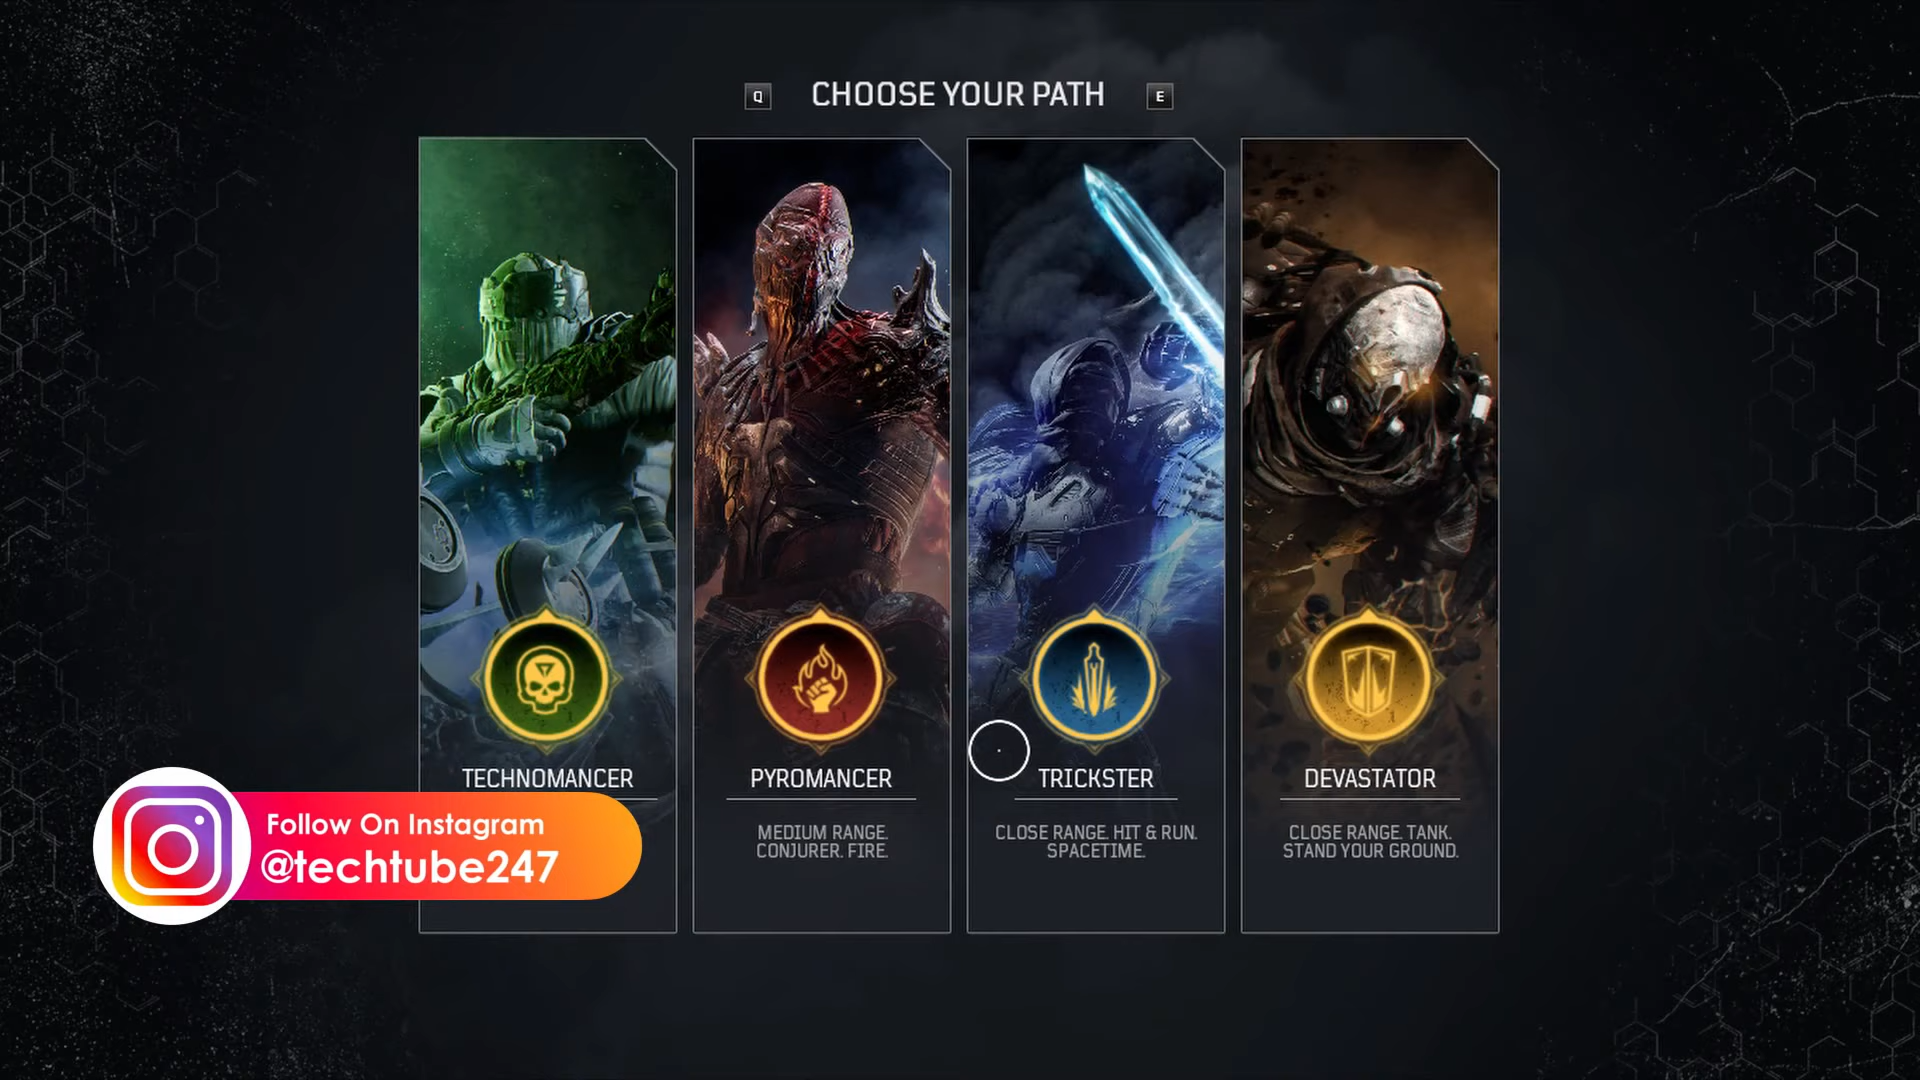 Q CHOOSE YOUR PATH E
TECHNOMANCER
PYROMANCER
MEDIUM RANGE.
CONJURER. FIRE.
TRICKSTER
CLOSE RANGE. HIT & RUN.
SPACETIME.
DEVASTATOR
CLOSE RANGE. TANK.
STAND YOUR GROUND.
Follow On Instagram
@techtube247